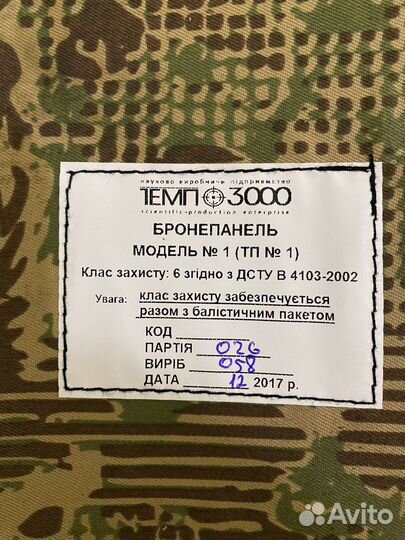 науково виробниче підприємство
ТЕМП 3000
scientific-production enterprise
БРОНЕПАНЕЛЬ
МОДЕЛЬ № 1 (ТП № 1)
Клас захисту: 6 згідно з ДСТУ В 4103-2002
Увага: клас захисту забезпечується
разом з балістичним пакетом
КОД
ПАРТІЯ 026
ВИРІБ 058
ДАТА 12 2017 р.
Avito